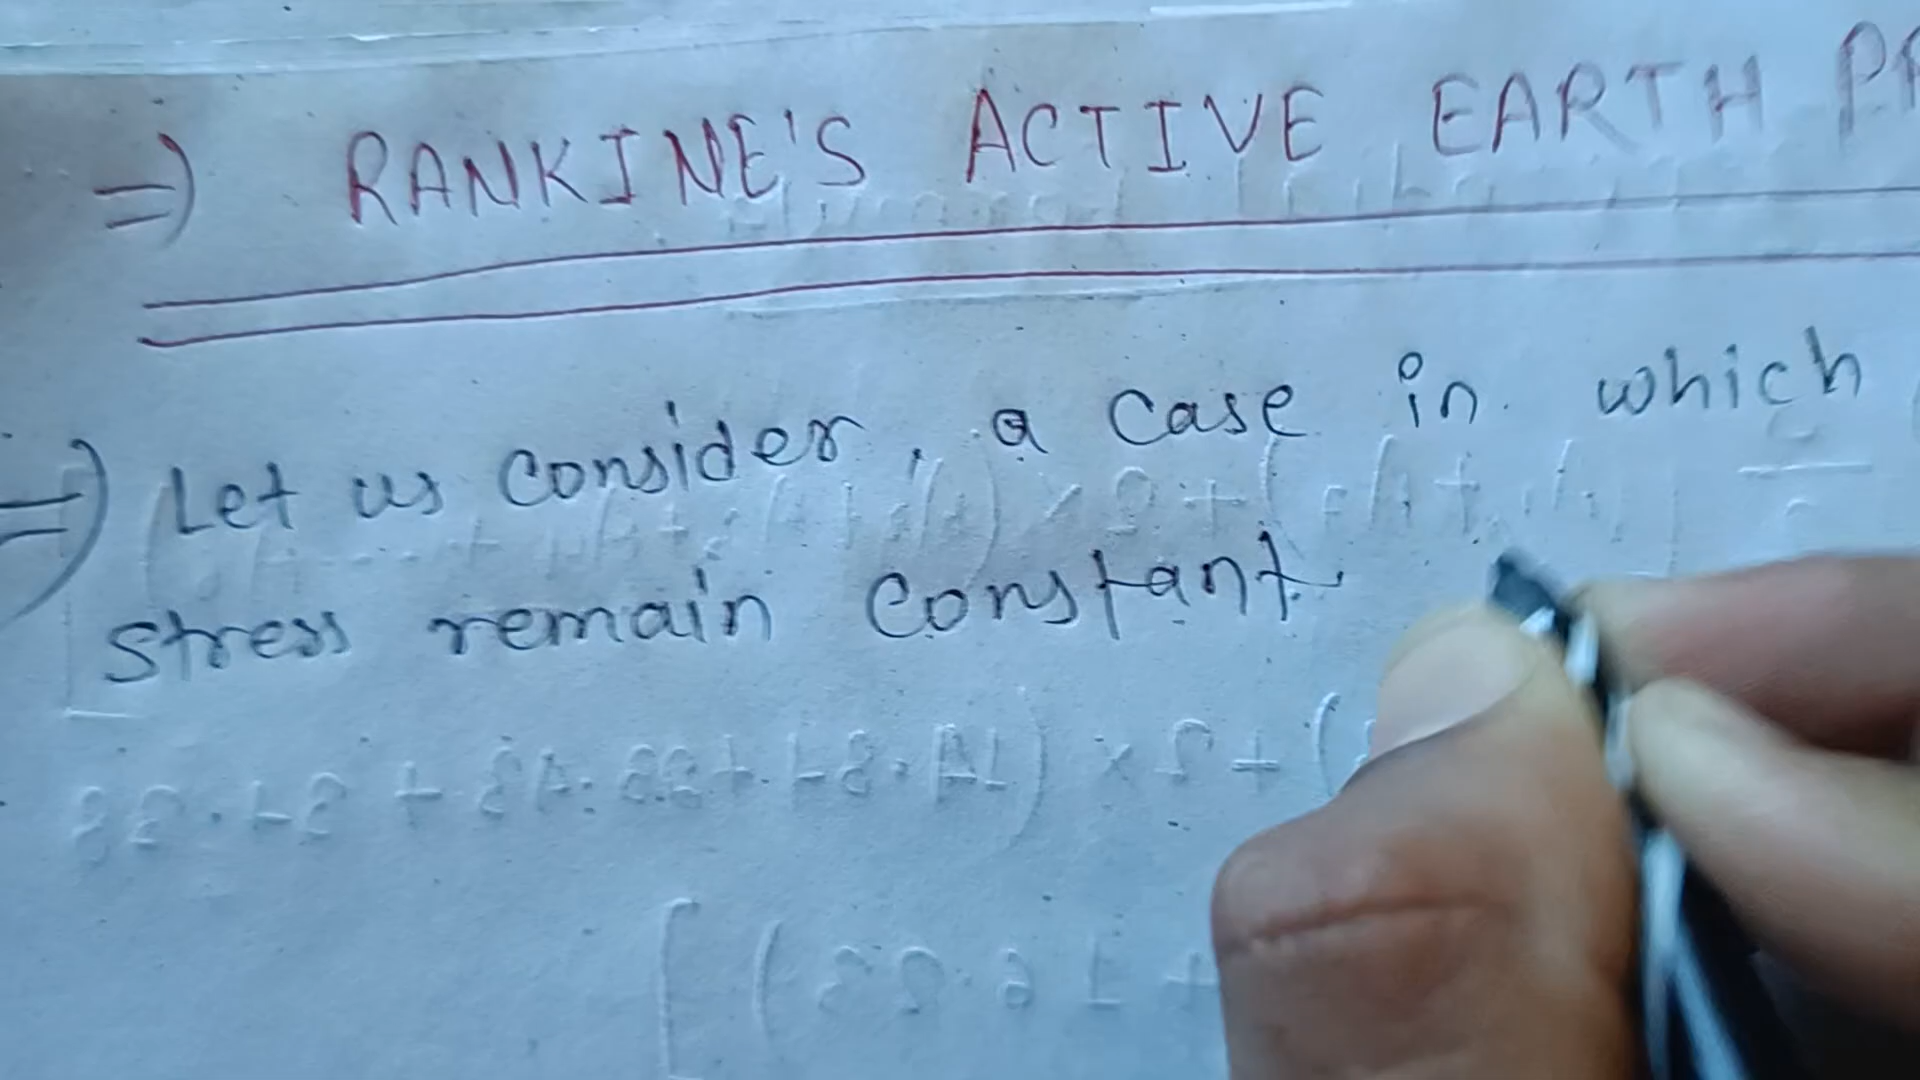 =) RANKINE'S ACTIVE EARTH
=) Let us consider, a case in which
stress remain constant